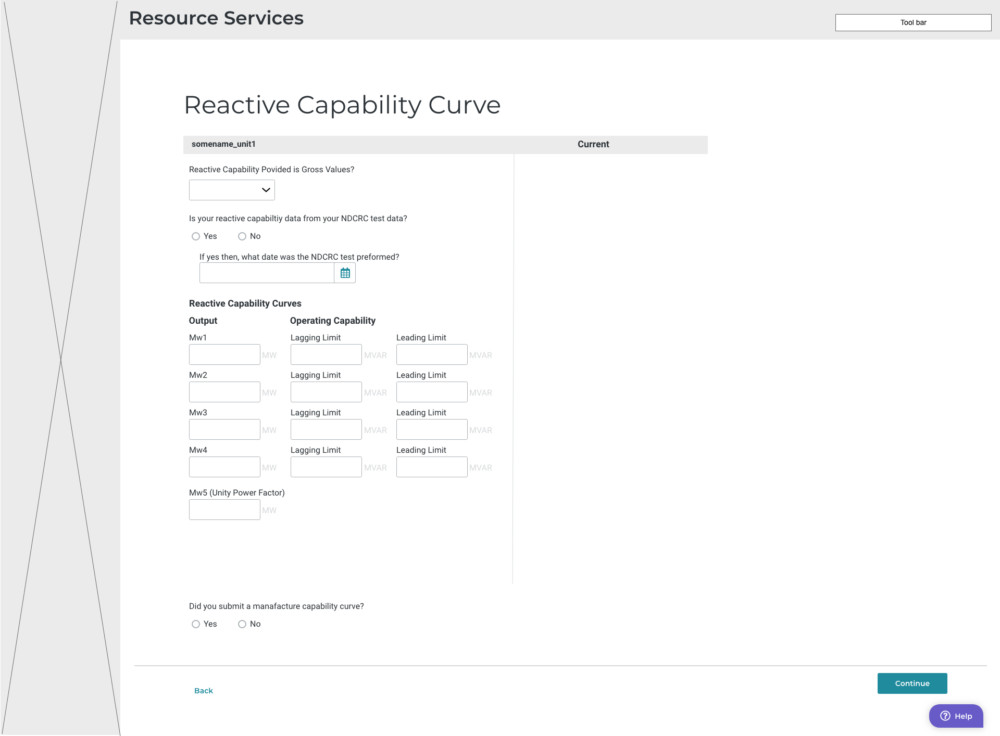 Resource Services
Tool bar
Reactive Capability Curve
somename_unit1
Current
Reactive Capability Povided is Gross Values?
Is your reactive capabiltiy data from your NDCRC test data?
Yes No
If yes then, what date was the NDCRC test preformed?
Reactive Capability Curves
Output Operating Capability
Mw1 Lagging Limit Leading Limit
MW MVAR MVAR
Mw2 Lagging Limit Leading Limit
MW MVAR MVAR
Mw3 Lagging Limit Leading Limit
MW MVAR MVAR
Mw4 Lagging Limit Leading Limit
MW MVAR MVAR
Mw5 (Unity Power Factor)
MW
Did you submit a manafacture capability curve?
Yes No
Continue
Back
Help